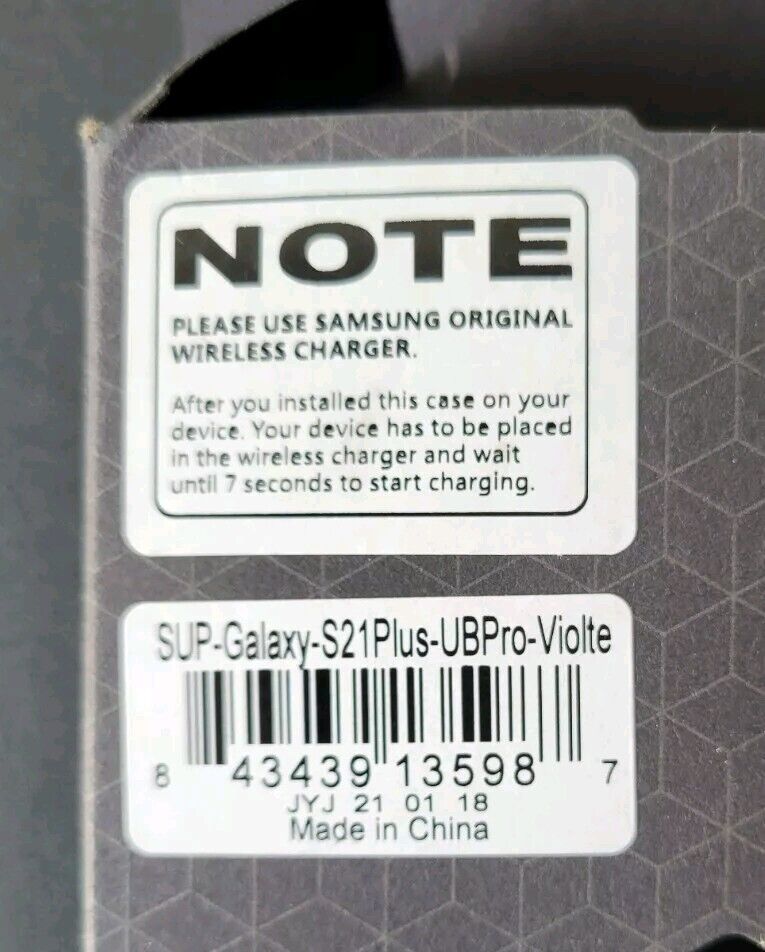 NOTE
PLEASE USE SAMSUNG ORIGINAL
WIRELESS CHARGER.
After you installed this case on your
device. Your device has to be placed
in the wireless charger and wait
until 7 seconds to start charging.
SUP-Galaxy-S21Plus-UBPro-Violte
8 43439 13598 7
JYJ 21 01 18
Made in China